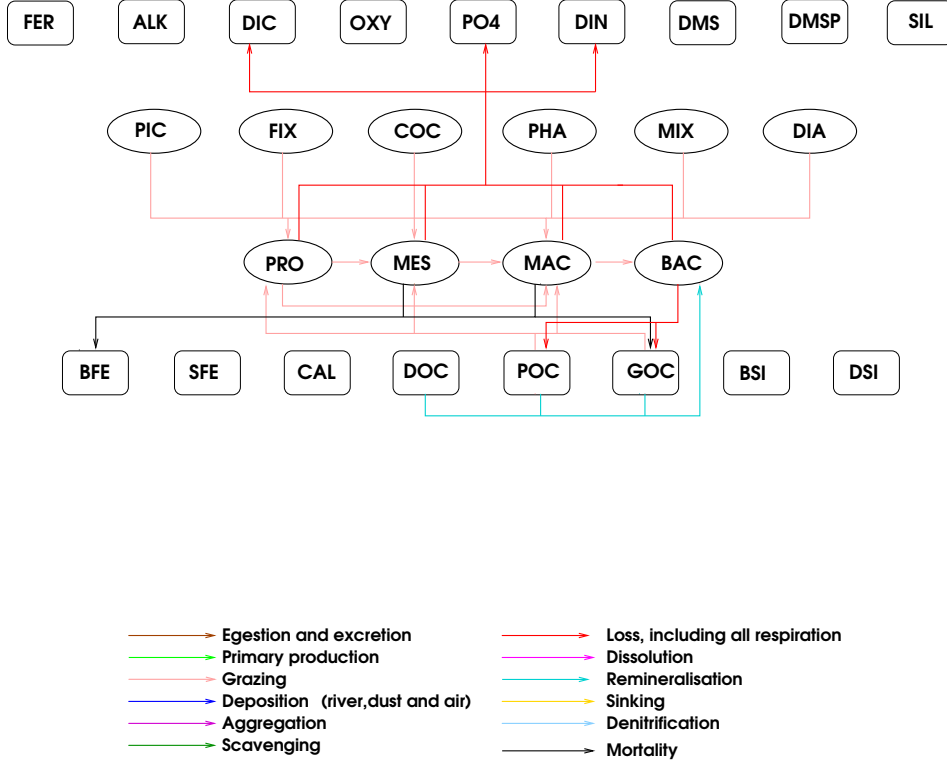 FER ALK DIC OXY PO4 DIN DMS DMSP SIL
PIC FIX COC PHA MIX DIA
PRO MES MAC BAC
BFE SFE CAL DOC POC GOC BSI DSI
Egestion and excretion
Primary production
Grazing
Deposition (river,dust and air)
Aggregation
Scavenging
Loss, including all respiration
Dissolution
Remineralisation
Sinking
Denitrification
Mortality